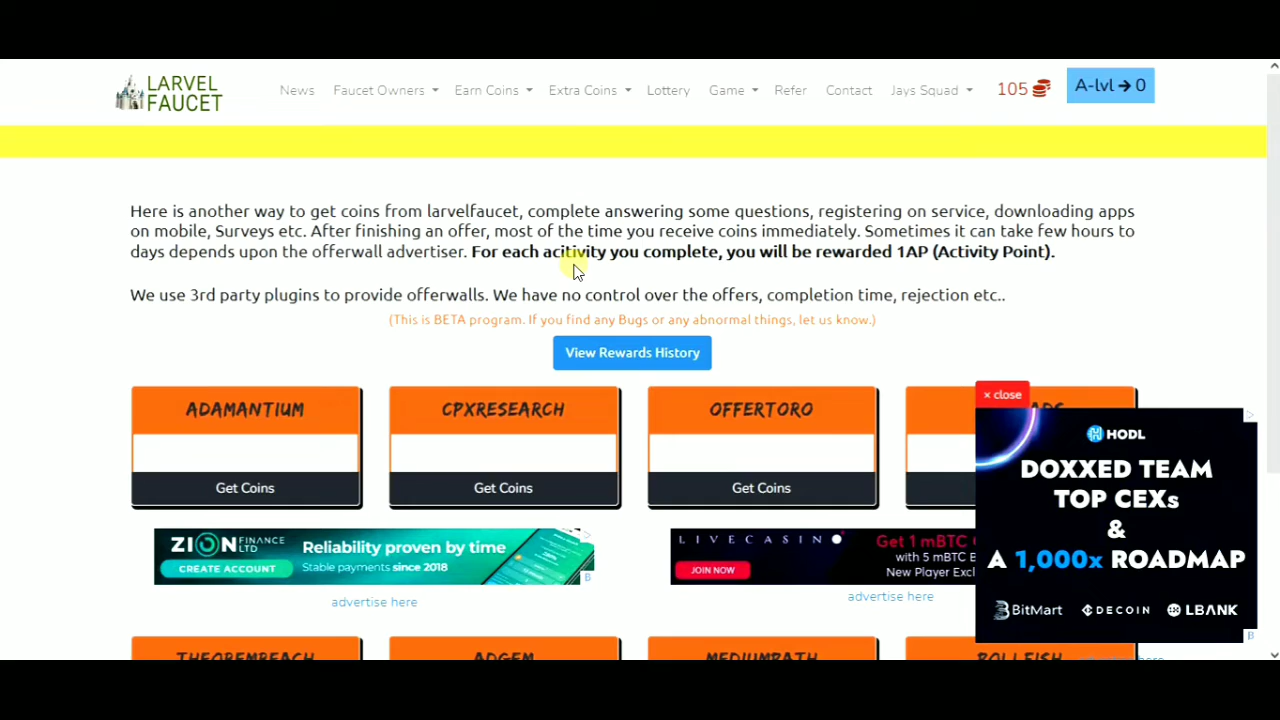 LARVEL
FAUCET
News
Faucet Owners
Earn Coins
Extra Coins
Lottery
Game
Refer
Contact
Jays Squad
105
A-lvl → 0
Here is another way to get coins from larvelfaucet, complete answering some questions, registering on service, downloading apps
on mobile, Surveys etc. After finishing an offer, most of the time you receive coins immediately. Sometimes it can take few hours to
days depends upon the offerwall advertiser. For each acitivity you complete, you will be rewarded 1AP (Activity Point).
We use 3rd party plugins to provide offerwalls. We have no control over the offers, completion time, rejection etc..
(This is BETA program. If you find any Bugs or any abnormal things, let us know.)
View Rewards History
ADAMANTIUM
Get Coins
CPXRESEARCH
Get Coins
OFFERTORO
Get Coins
× close
HODL
DOXXED TEAM
TOP CEXs
&
A 1,000x ROADMAP
BitMart
DECOIN
LBANK
B
ZION FINANCE LTD
CREATE ACCOUNT
Reliability proven by time
Stable payments since 2018
B
advertise here
LIVECASINO
JOIN NOW
Get 1 mBTC
with 5 mBTC
New Player
advertise here
THEOREMREACH
ADGEM
MEDIUMPATH
POLLFISH